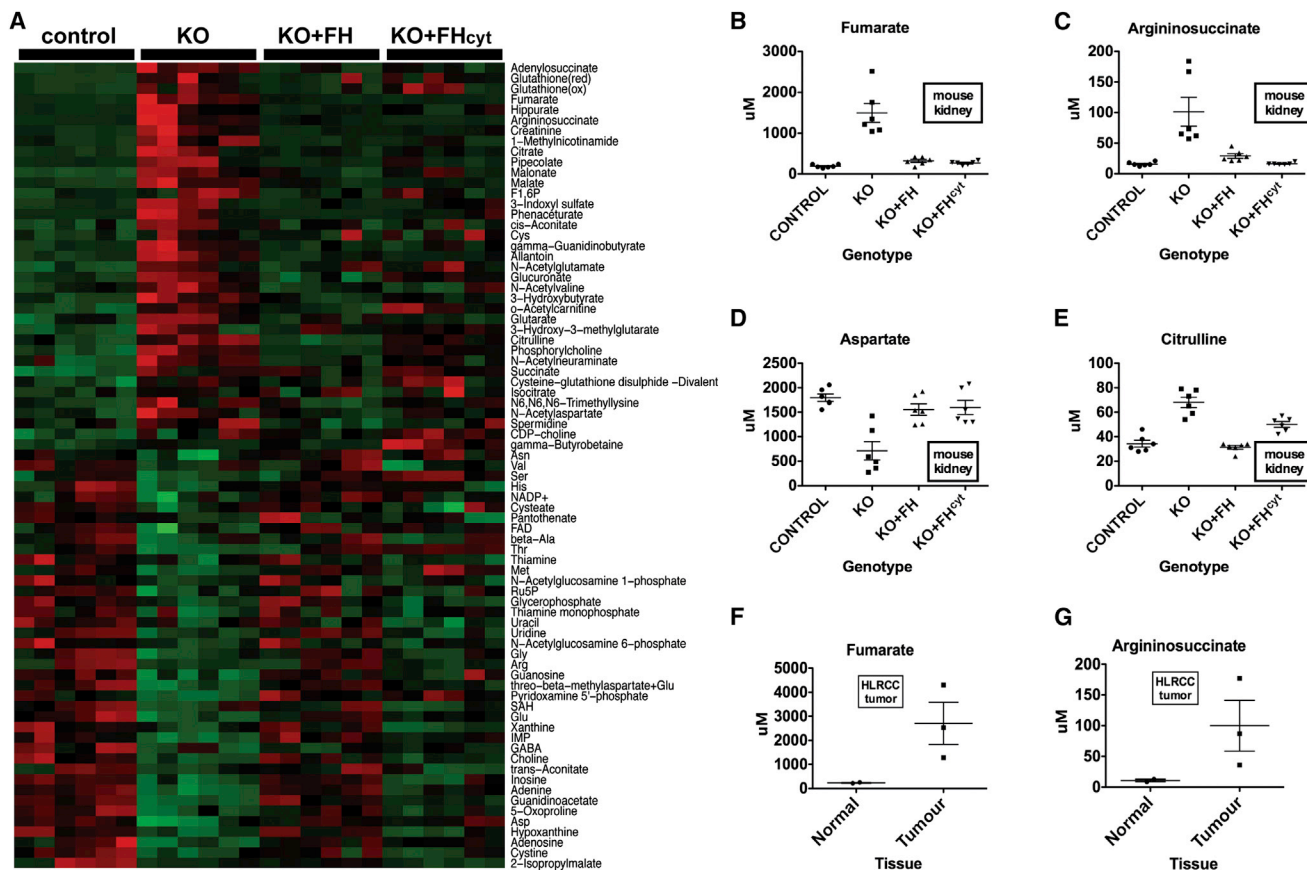 A
control
KO
KO+FH
KO+FHcyt
Adenylosuccinate
Glutathione(red)
Glutathione(ox)
Fumarate
Hippurate
Argininosuccinate
Creatinine
1-Methylnicotinamide
Citrate
Pipecolate
Malonate
Malate
F1,6P
3-Indoxyl sulfate
Phenaceturate
cis-Aconitate
Cys
gamma-Guanidinobutyrate
Allantoin
N-Acetylglutamate
Glucuronate
N-Acetylvaline
3-Hydroxybutyrate
o-Acetylcarnitine
Glutarate
3-Hydroxy-3-methylglutarate
Citrulline
Phosphorylcholine
N-Acetylneuraminate
Succinate
Cysteine-glutathione disulphide -Divalent
Isocitrate
N6,N6,N6-Trimethyllysine
N-Acetylaspartate
Spermidine
CDP-choline
gamma-Butyrobetaine
Asn
Val
Ser
His
NADP+
Cysteate
Pantothenate
FAD
beta-Ala
Thr
Thiamine
Met
N-Acetylglucosamine 1-phosphate
Ru5P
Glycerophosphate
Thiamine monophosphate
Uracil
Uridine
N-Acetylglucosamine 6-phosphate
Gly
Arg
Guanosine
threo-beta-methylaspartate+Glu
Pyridoxamine 5'-phosphate
SAH
Glu
Xanthine
IMP
GABA
Choline
trans-Aconitate
Inosine
Adenine
Guanidinoacetate
5-Oxoproline
Asp
Hypoxanthine
Adenosine
Cystine
2-Isopropylmalate
B
Fumarate
uM
3000
2000
1000
0
mouse
kidney
CONTROL
KO
KO+FH
KO+FHcyt
Genotype
C
Argininosuccinate
uM
200
150
100
50
0
mouse
kidney
CONTROL
KO
KO+FH
KO+FHcyt
Genotype
D
Aspartate
uM
2500
2000
1500
1000
500
0
mouse
kidney
CONTROL
KO
KO+FH
KO+FHcyt
Genotype
E
Citrulline
uM
100
80
60
40
20
0
mouse
kidney
CONTROL
KO
KO+FH
KO+FHcyt
Genotype
F
Fumarate
uM
5000
4000
3000
2000
1000
0
HLRCC
tumor
Normal
Tumour
Tissue
G
Argininosuccinate
uM
200
150
100
50
0
HLRCC
tumor
Normal
Tumour
Tissue